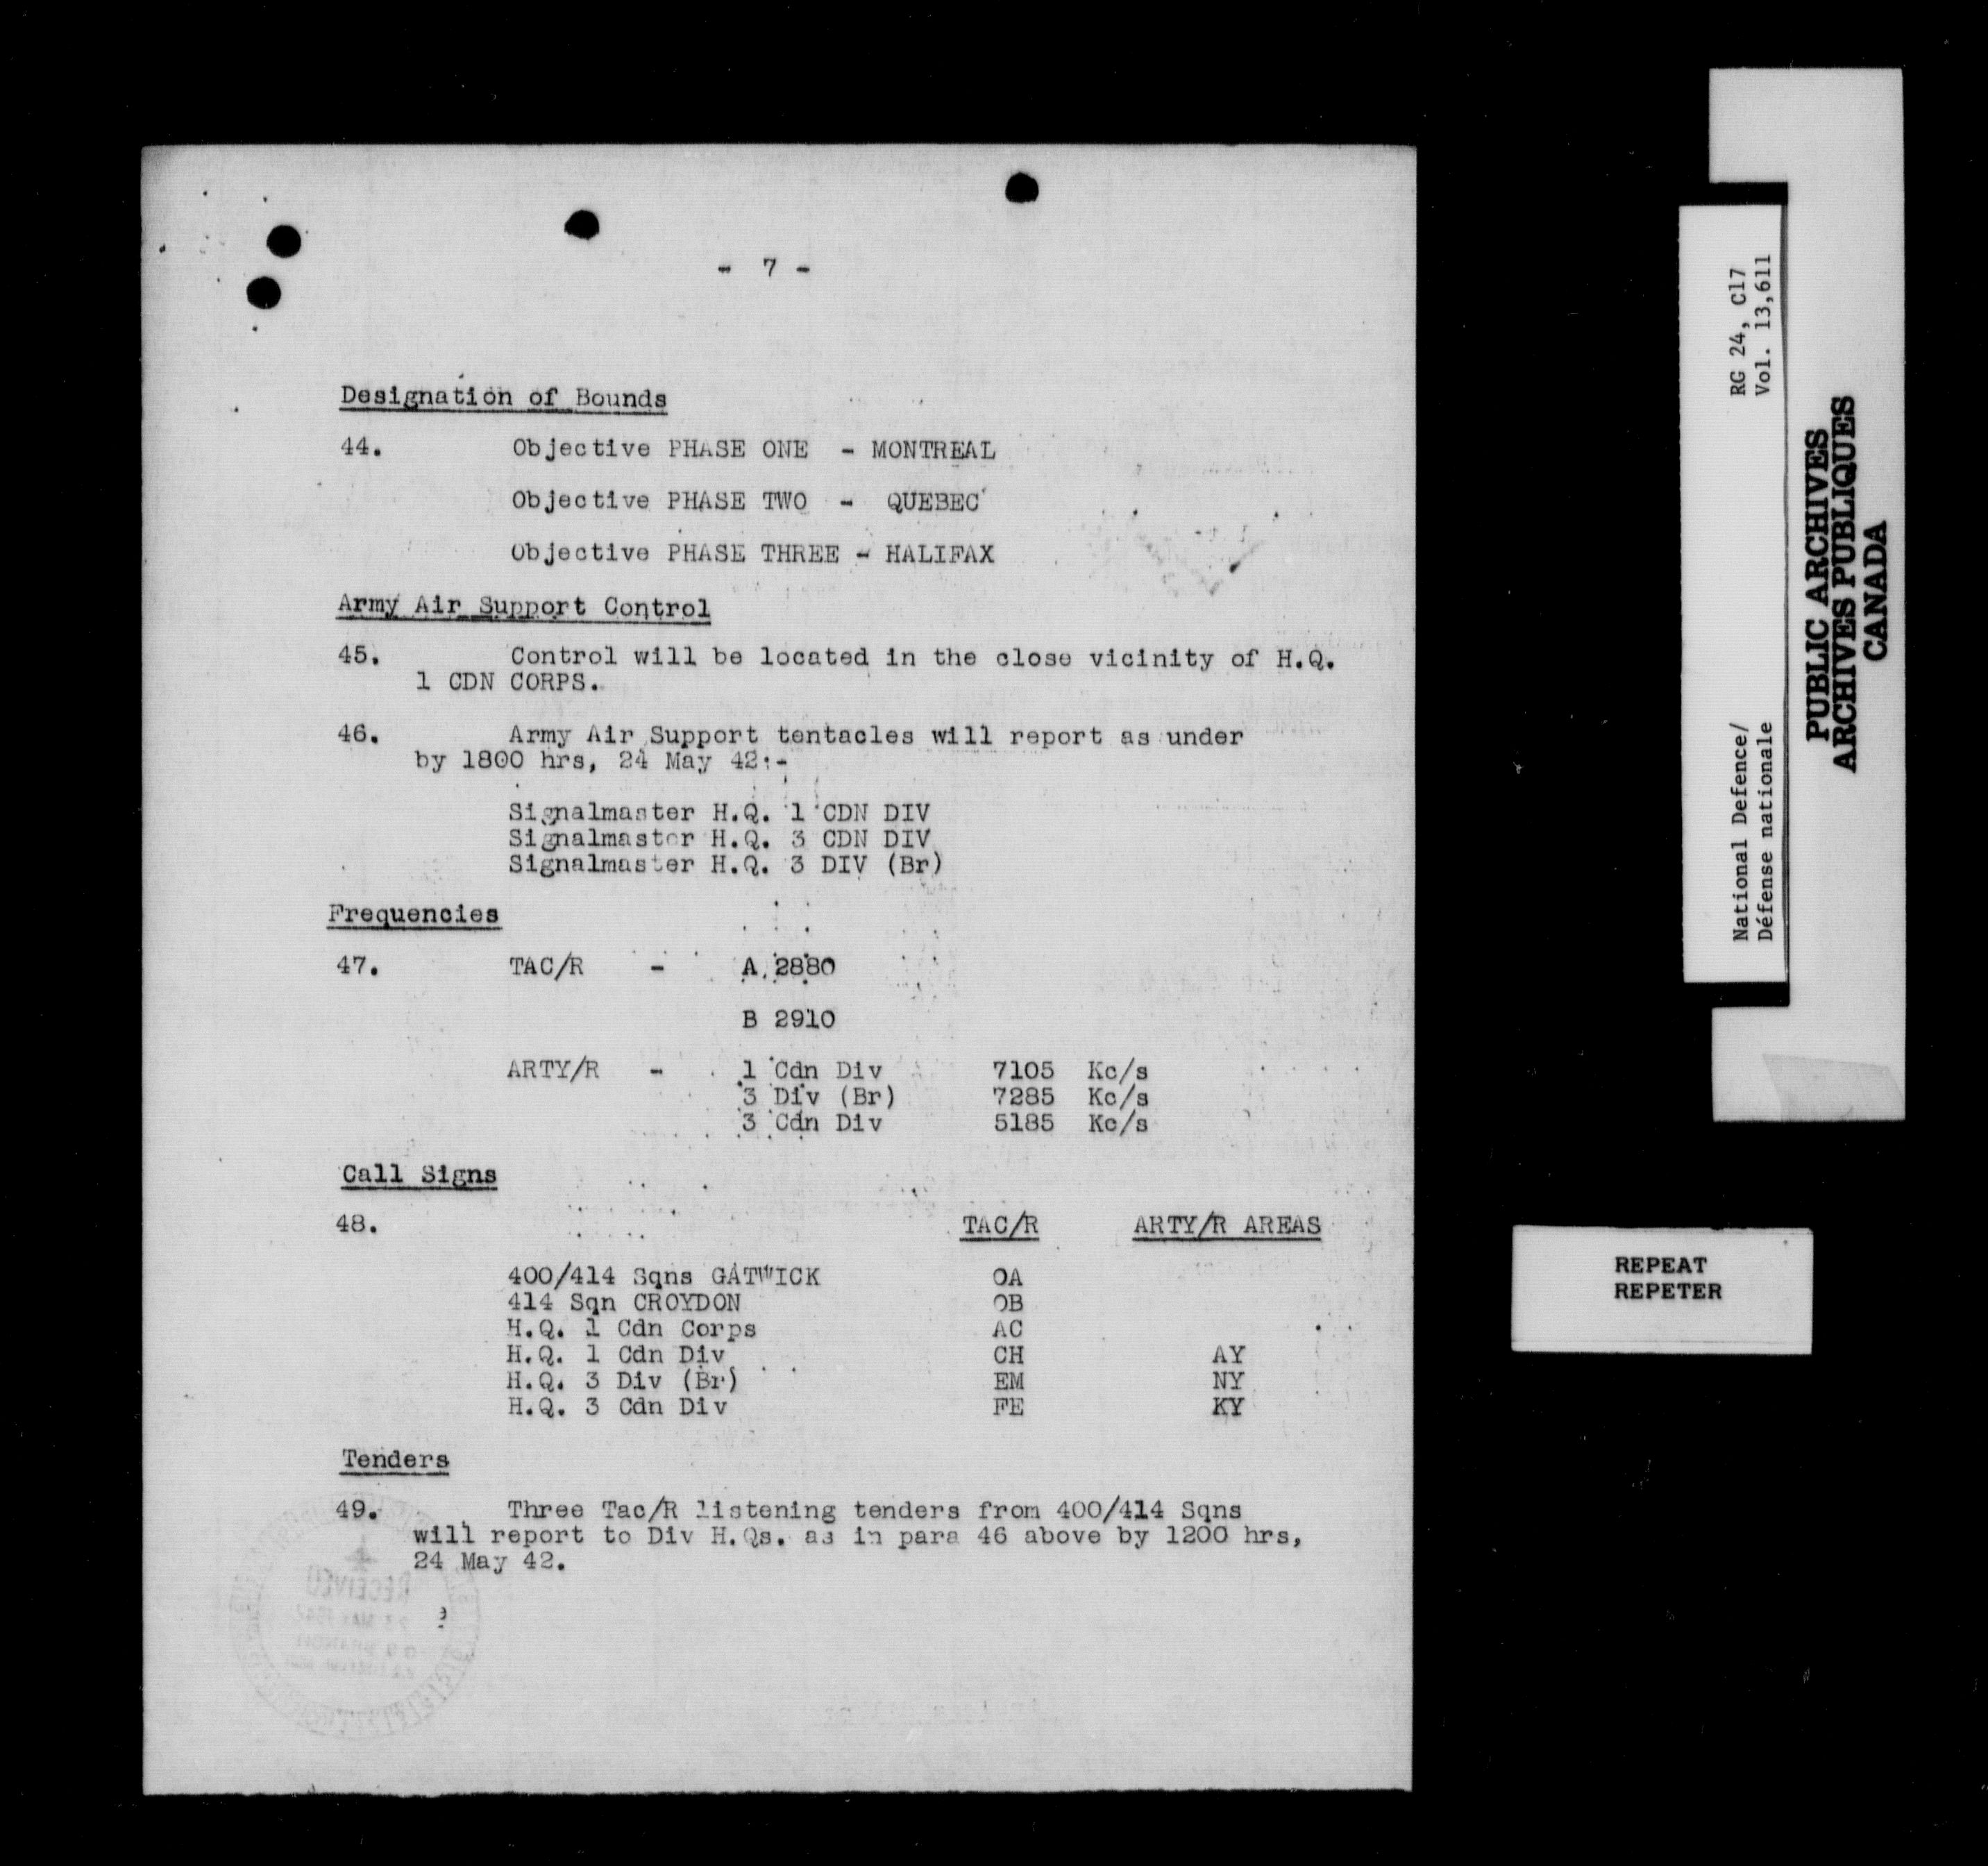 - 7 -
Designation of Bounds
44. Objective PHASE ONE - MONTREAL
Objective PHASE TWO - QUEBEC
Objective PHASE THREE - HALIFAX
Army Air Support Control
45. Control will be located in the close vicinity of H.Q.
1 CDN CORPS.
46. Army Air Support tentacles will report as under
by 1800 hrs, 24 May 42:-
Signalmaster H.Q. 1 CDN DIV
Signalmaster H.Q. 3 CDN DIV
Signalmaster H.Q. 3 DIV (Br)
Frequencies
47. TAC/R - A 2880
B 2910
ARTY/R - 1 Cdn Div 7105 Kc/s
3 Div (Br) 7285 Kc/s
3 Cdn Div 5185 Kc/s
Call Signs
48. TAC/R ARTY/R AREAS
400/414 Sqns GATWICK OA
414 Sqn CROYDON OB
H.Q. 1 Cdn Corps AC
H.Q. 1 Cdn Div CH AY
H.Q. 3 Div (Br) EM NY
H.Q. 3 Cdn Div FE KY
Tenders
49. Three Tac/R listening tenders from 400/414 Sqns
will report to Div H.Qs. as in para 46 above by 1200 hrs,
24 May 42.
RECEIVED
National Defence/ RG 24, C17
Défense nationale Vol. 13,611
PUBLIC ARCHIVES
ARCHIVES PUBLIQUES
CANADA
REPEAT
REPETER